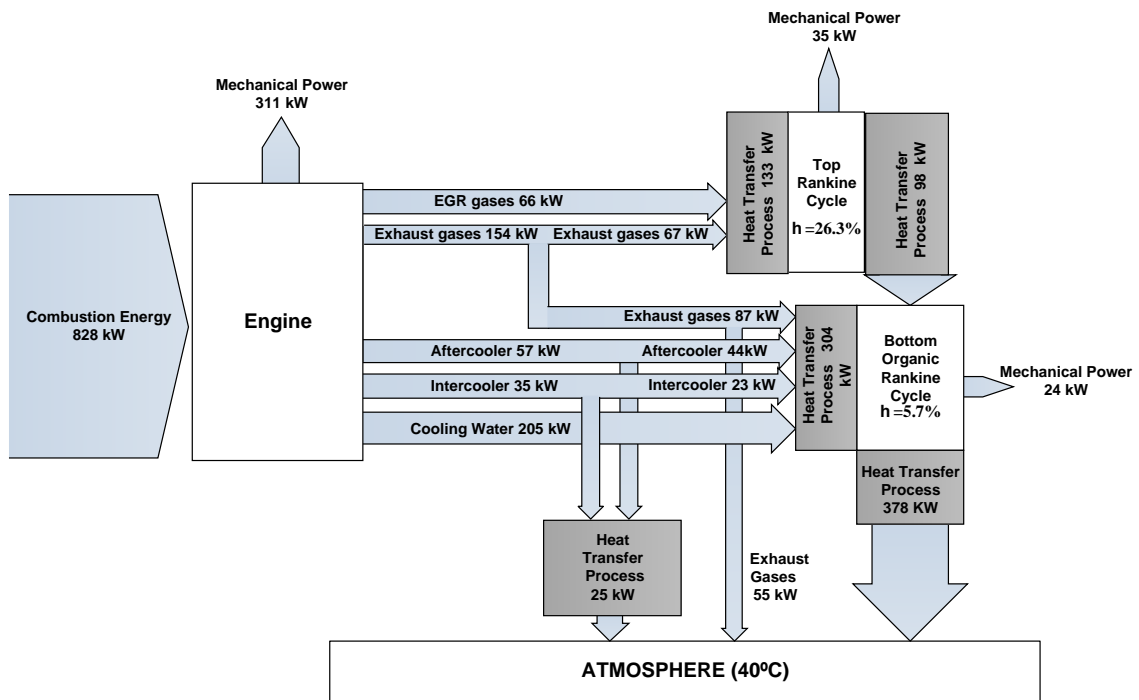 Mechanical Power
35 kW
Mechanical Power
311 kW
Heat Transfer
Process 133 kW
Top
Rankine
Cycle
h =26.3%
Heat Transfer
Process 98 kW
EGR gases 66 kW
Exhaust gases 154 kW
Exhaust gases 67 kW
Combustion Energy
828 kW
Engine
Exhaust gases 87 kW
Aftercooler 57 kW
Aftercooler 44kW
Intercooler 35 kW
Intercooler 23 kW
Cooling Water 205 kW
Heat Transfer
Process 304
kW
Bottom
Organic
Rankine
Cycle
h =5.7%
Mechanical Power
24 kW
Heat Transfer
Process
378 KW
Heat
Transfer
Process
25 kW
Exhaust
Gases
55 kW
ATMOSPHERE (40ºC)